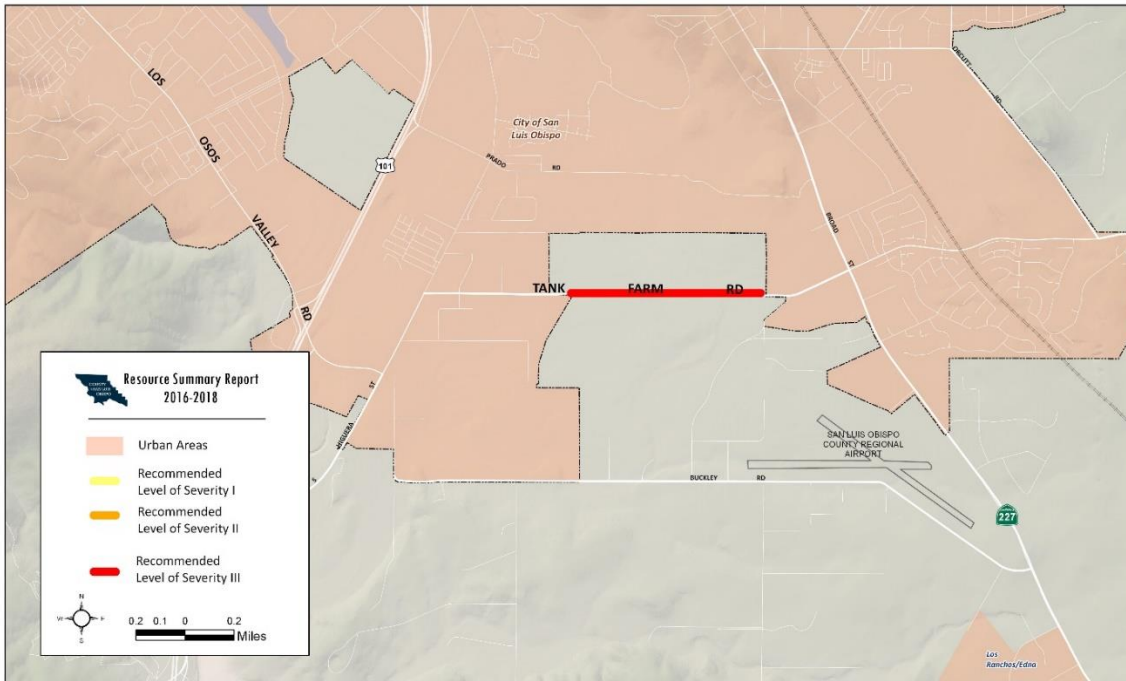 LOS
OSOS
VALLEY
RD
101
City of San
Luis Obispo
PRADO RD
ORCUTT
RD
BROAD
ST
TANK FARM RD
HIGUERA
ST
S
SAN LUIS OBISPO
COUNTY REGIONAL
AIRPORT
BUCKLEY RD
227
Los
Ranchos/Edna
Resource Summary Report
2016-2018
Urban Areas
Recommended
Level of Severity I
Recommended
Level of Severity II
Recommended
Level of Severity III
N
W E
S
0.2 0.1 0 0.2
Miles